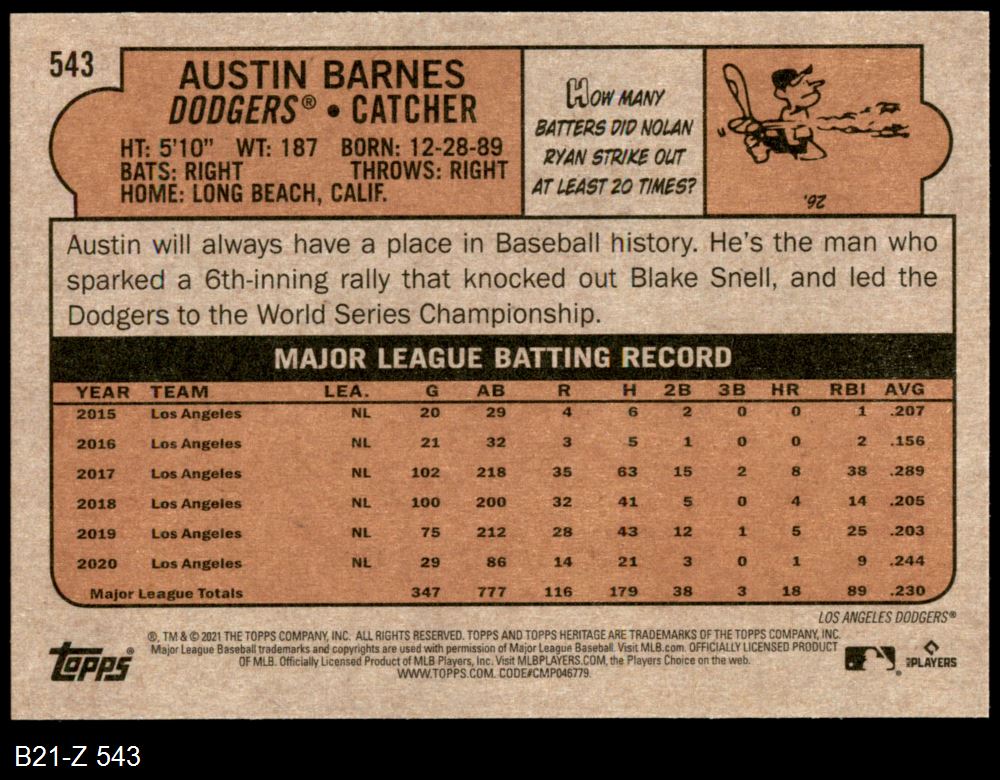 543
AUSTIN BARNES
DODGERS® • CATCHER
HT: 5'10" WT: 187 BORN: 12-28-89
BATS: RIGHT THROWS: RIGHT
HOME: LONG BEACH, CALIF.
HOW MANY
BATTERS DID NOLAN
RYAN STRIKE OUT
AT LEAST 20 TIMES?
26.
Austin will always have a place in Baseball history. He's the man who
sparked a 6th-inning rally that knocked out Blake Snell, and led the
Dodgers to the World Series Championship.
MAJOR LEAGUE BATTING RECORD
YEAR TEAM LEA. G AB R H 2B 3B HR RBI AVG
2015 Los Angeles NL 20 29 4 6 2 0 0 1 .207
2016 Los Angeles NL 21 32 3 5 1 0 0 2 .156
2017 Los Angeles NL 102 218 35 63 15 2 8 38 .289
2018 Los Angeles NL 100 200 32 41 5 0 4 14 .205
2019 Los Angeles NL 75 212 28 43 12 1 5 25 .203
2020 Los Angeles NL 29 86 14 21 3 0 1 9 .244
Major League Totals 347 777 116 179 38 3 18 89 .230
LOS ANGELES DODGERS®
®, TM & © 2021 THE TOPPS COMPANY, INC. ALL RIGHTS RESERVED. TOPPS AND TOPPS HERITAGE ARE TRADEMARKS OF THE TOPPS COMPANY, INC.
Major League Baseball trademarks and copyrights are used with permission of Major League Baseball. Visit MLB.com. OFFICIALLY LICENSED PRODUCT
OF MLB. Officially Licensed Product of MLB Players, Inc. Visit MLBPLAYERS.COM, the Players Choice on the web.
WWW.TOPPS.COM. CODE#CMP046779.
topps®
MLB PLAYERS
B21-Z 543